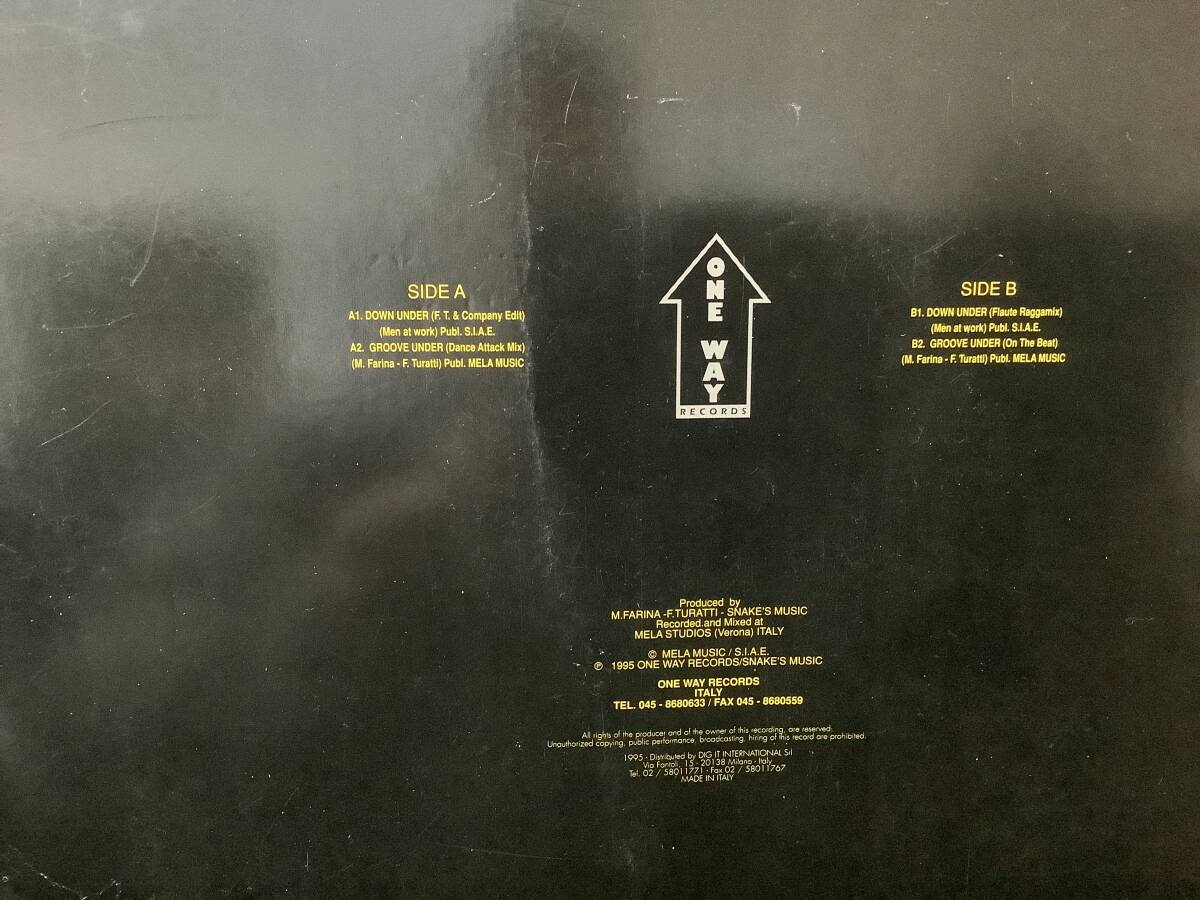 SIDE A
A1. DOWN UNDER (F. T. & Company Edit)
(Men at work) Publ. S.I.A.E.
A2. GROOVE UNDER (Dance Attack Mix)
(M. Farina - F. Turatti) Publ. MELA MUSIC
ONE
WAY
RECORDS
SIDE B
B1. DOWN UNDER (Flaute Raggamix)
(Men at work) Publ. S.I.A.E.
B2. GROOVE UNDER (On The Beat)
(M. Farina - F. Turatti) Publ. MELA MUSIC
Produced by
M.FARINA -F.TURATTI - SNAKE'S MUSIC
Recorded and Mixed at
MELA STUDIOS (Verona) ITALY
© MELA MUSIC / S.I.A.E.
℗ 1995 ONE WAY RECORDS/SNAKE'S MUSIC
ONE WAY RECORDS
ITALY
TEL. 045 - 8680633 / FAX 045 - 8680559
All rights of the producer and of the owner of this recording, are reserved.
Unauthorized copying, public performance, broadcasting, hiring of this record are prohibited.
1995 - Distributed by DIG IT INTERNATIONAL Srl
Via Fantoli, 15 - 20138 Milano - Italy
Tel. 02 / 58011771 - Fax 02 / 58011767
MADE IN ITALY